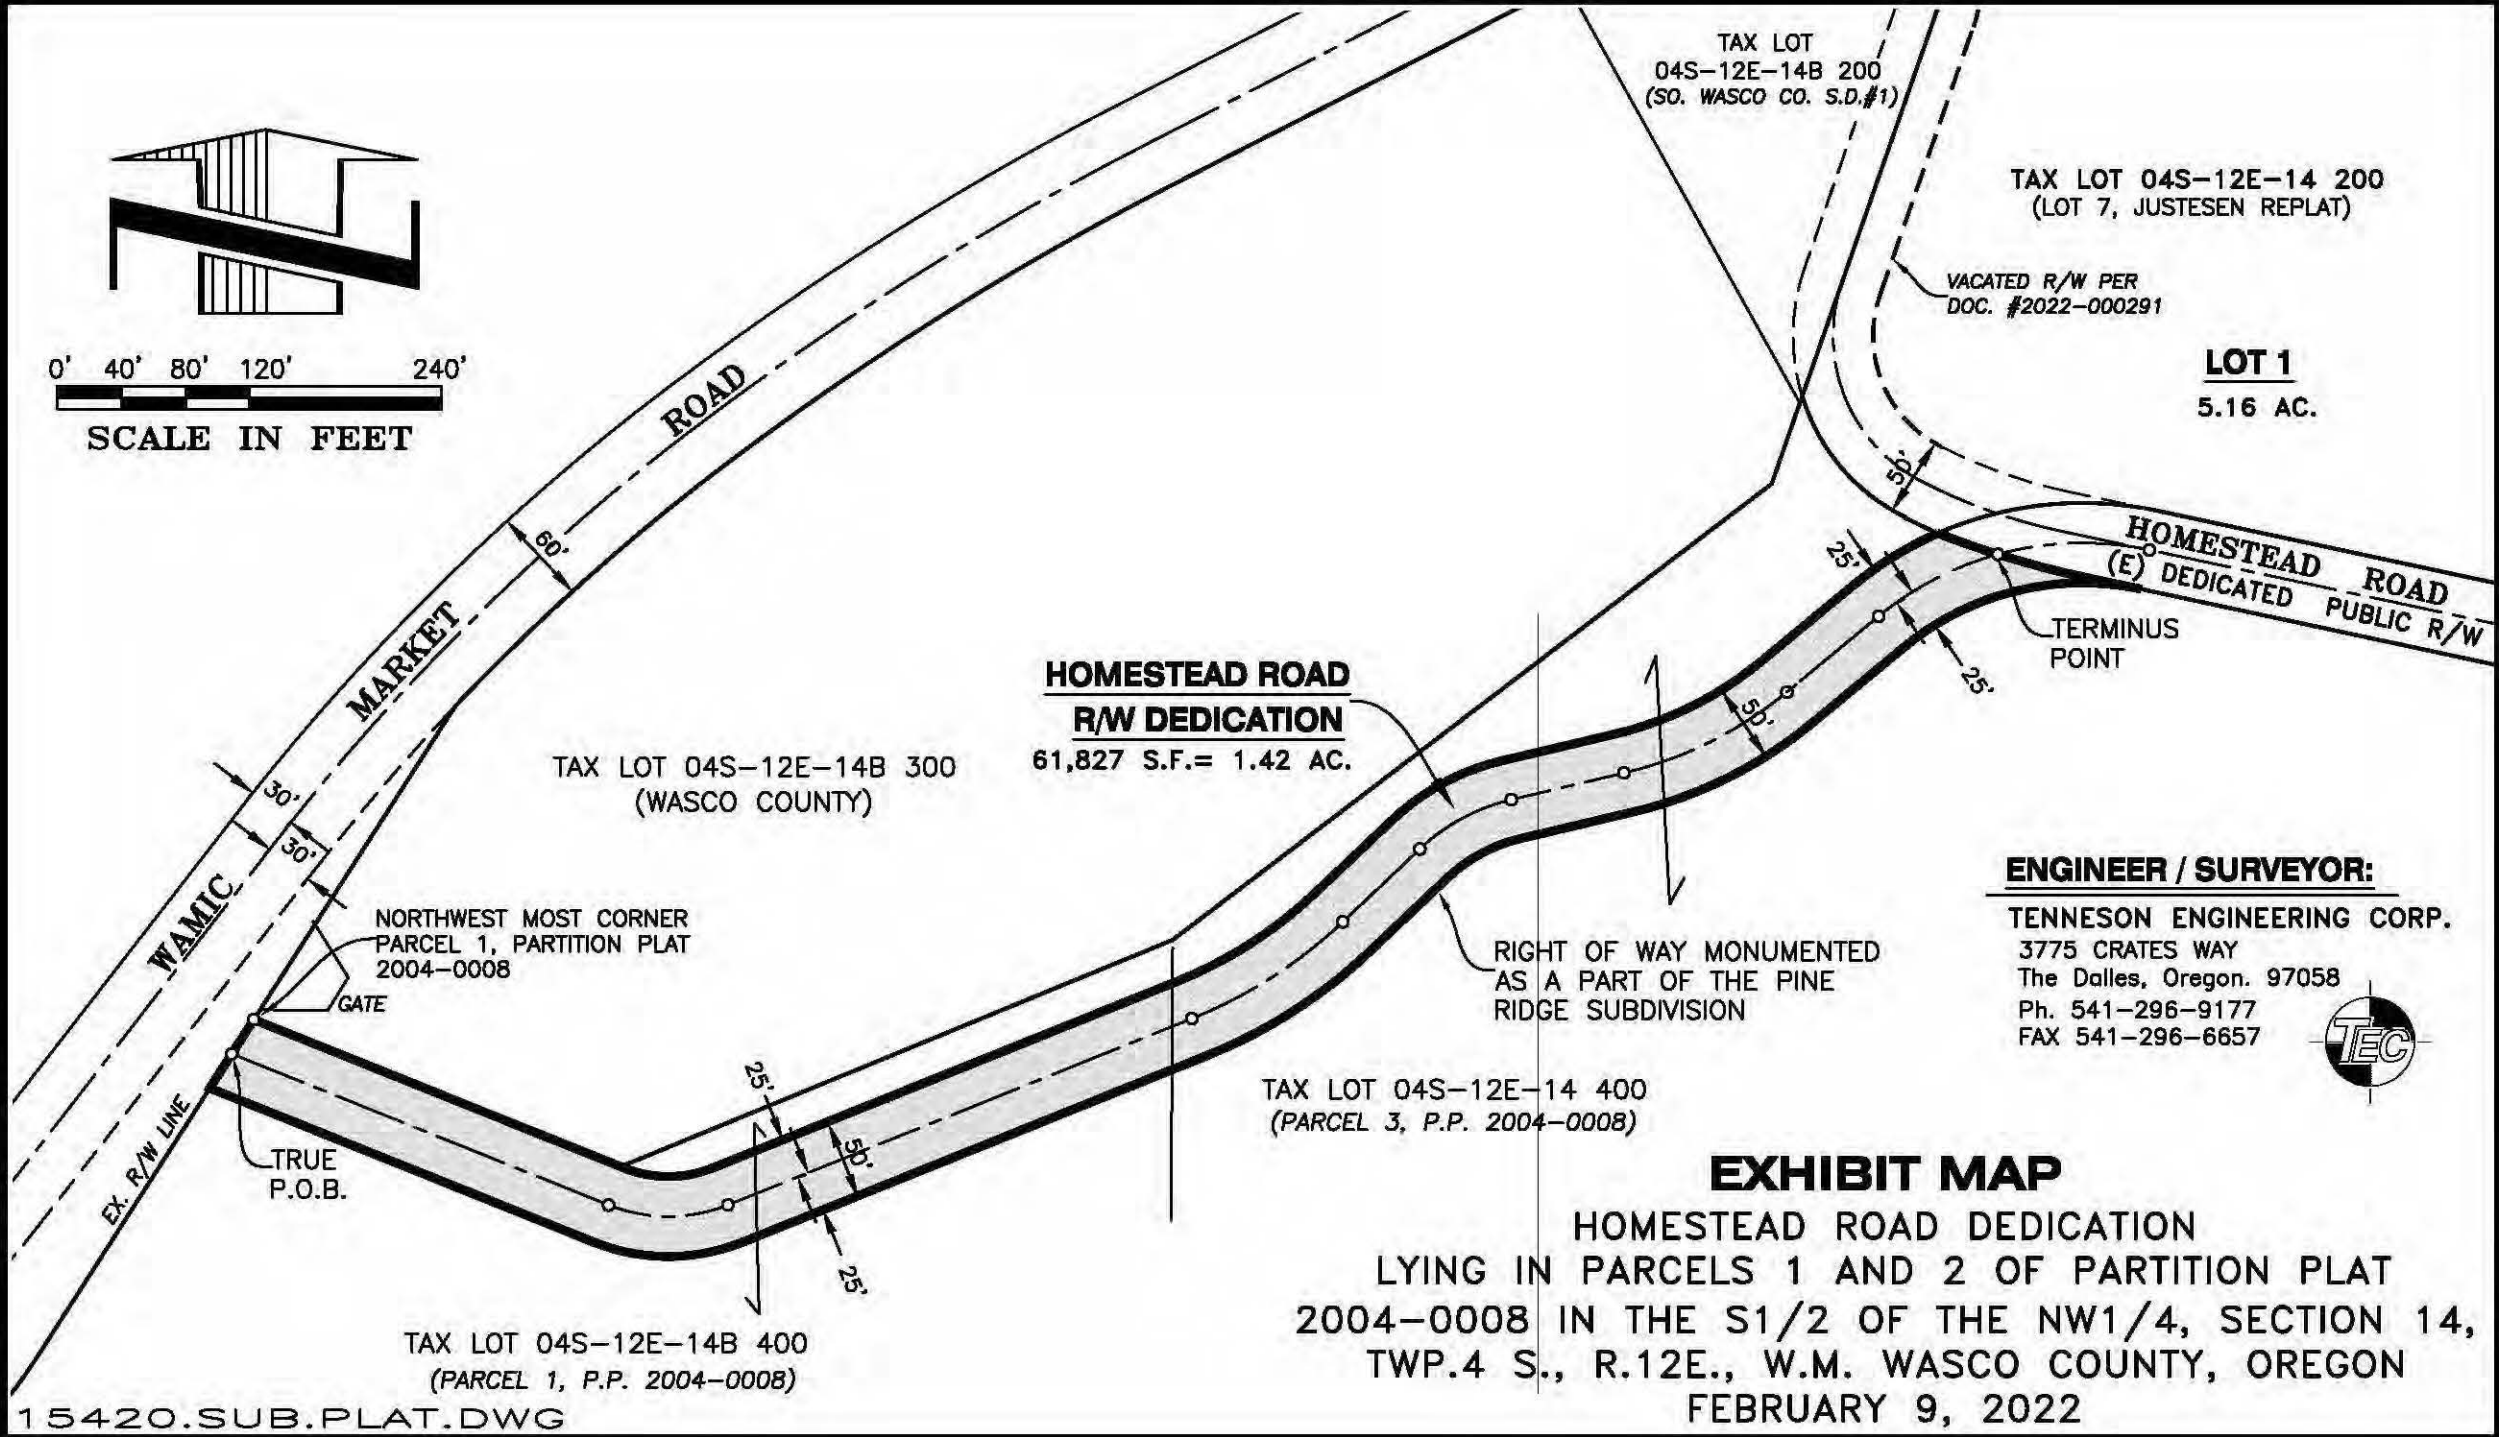 TAX LOT
04S-12E-14B 200
(SO. WASCO CO. S.D.#1)
TAX LOT 04S-12E-14 200
(LOT 7, JUSTESEN REPLAT)
VACATED R/W PER
DOC. #2022-000291
LOT 1
5.16 AC.
0' 40' 80' 120' 240'
SCALE IN FEET
WAMIC MARKET ROAD
60'
30'
30'
50'
HOMESTEAD ROAD
(E) DEDICATED PUBLIC R/W
25'
25'
TERMINUS
POINT
HOMESTEAD ROAD
R/W DEDICATION
61,827 S.F.= 1.42 AC.
50'
TAX LOT 04S-12E-14B 300
(WASCO COUNTY)
NORTHWEST MOST CORNER
PARCEL 1, PARTITION PLAT
2004-0008
GATE
RIGHT OF WAY MONUMENTED
AS A PART OF THE PINE
RIDGE SUBDIVISION
ENGINEER / SURVEYOR:
TENNESON ENGINEERING CORP.
3775 CRATES WAY
The Dalles, Oregon. 97058
Ph. 541-296-9177
FAX 541-296-6657
TEC
EX. R/W LINE
TRUE
P.O.B.
25'
50'
25'
TAX LOT 04S-12E-14 400
(PARCEL 3, P.P. 2004-0008)
TAX LOT 04S-12E-14B 400
(PARCEL 1, P.P. 2004-0008)
EXHIBIT MAP
HOMESTEAD ROAD DEDICATION
LYING IN PARCELS 1 AND 2 OF PARTITION PLAT
2004-0008 IN THE S1/2 OF THE NW1/4, SECTION 14,
TWP.4 S., R.12E., W.M. WASCO COUNTY, OREGON
FEBRUARY 9, 2022
15420.SUB.PLAT.DWG